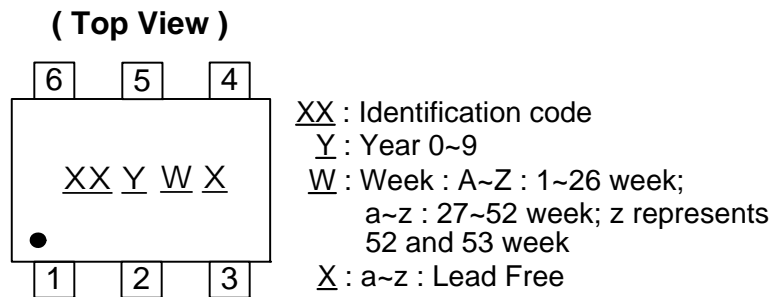 ( Top View )
6 5 4
XX Y W X
1 2 3
XX : Identification code
Y : Year 0~9
W : Week : A~Z : 1~26 week;
a~z : 27~52 week; z represents
52 and 53 week
X : a~z : Lead Free